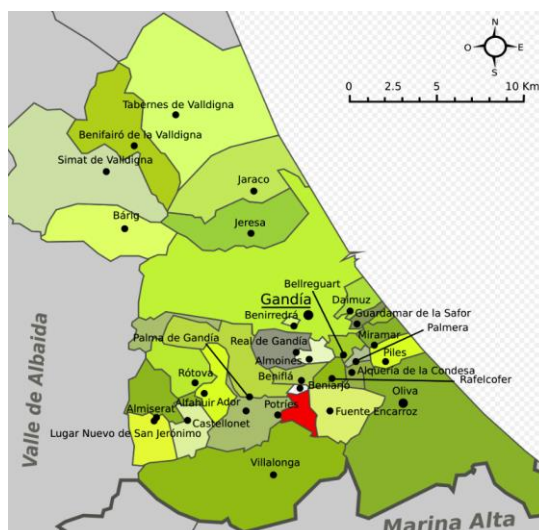 N
O
E
S
0
2.5
5
10 Km
Tabernes de Valldigna
Benifairó de la Valldigna
Simat de Valldigna
Jaraco
Bárig
Jeresa
Bellreguart
Gandía
Daimuz
Benirredrá
Guardamar de la Safor
Miramar
Palmera
Palma de Gandía
Real de Gandía
Almoines
Piles
Alquería de la Condesa
Rótova
Beniflá
Beniarjó
Rafelcofer
Alfahuir
Ador
Oliva
Almiserat
Potríes
Fuente Encarroz
Castellonet
Lugar Nuevo de San Jerónimo
Villalonga
Valle de Albaida
Marina Alta